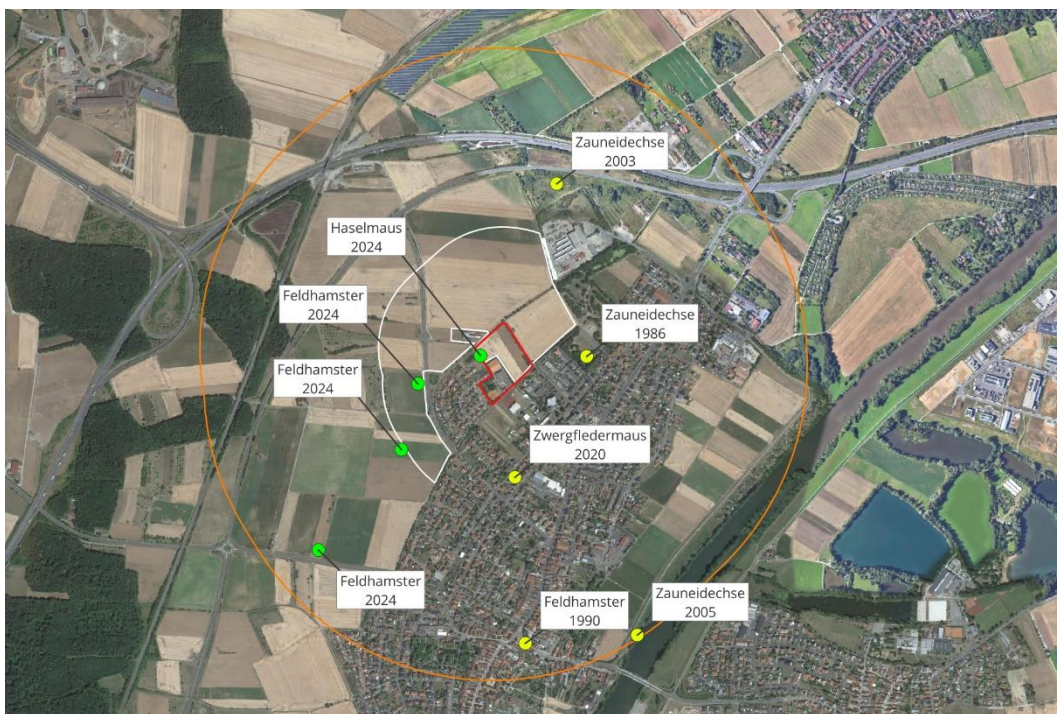 Zauneidechse
2003
Haselmaus
2024
Feldhamster
2024
Zauneidechse
1986
Feldhamster
2024
Zwergfledermaus
2020
Feldhamster
2024
Feldhamster
1990
Zauneidechse
2005